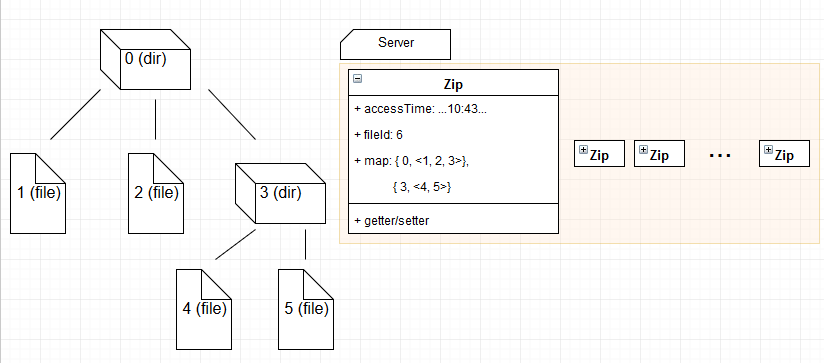 0 (dir)
1 (file)
2 (file)
3 (dir)
4 (file)
5 (file)
Server
Zip
+ accessTime: ...10:43...
+ fileId: 6
+ map: { 0, <1, 2, 3>},
{ 3, <4, 5>}
+ getter/setter
Zip
Zip
...
Zip